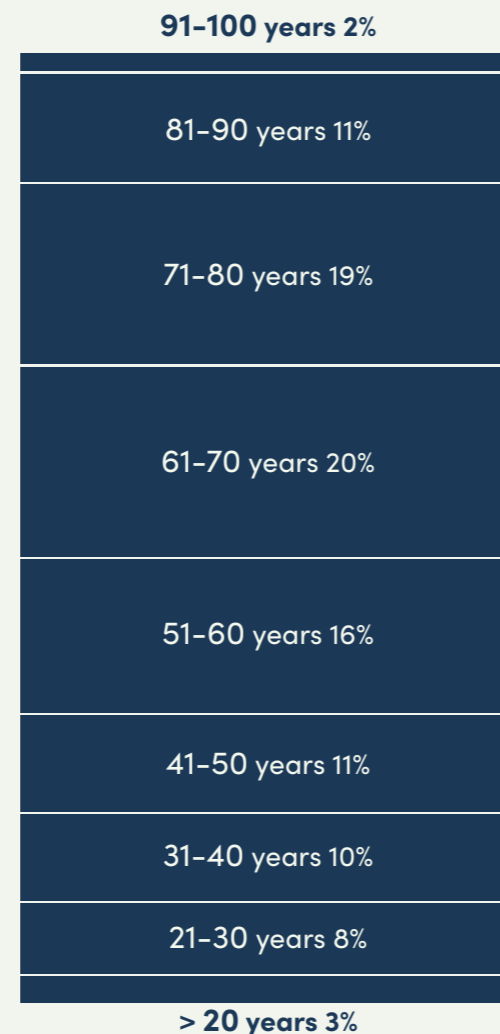 91–100 years 2%
81–90 years 11%
71–80 years 19%
61–70 years 20%
51–60 years 16%
41–50 years 11%
31–40 years 10%
21–30 years 8%
> 20 years 3%